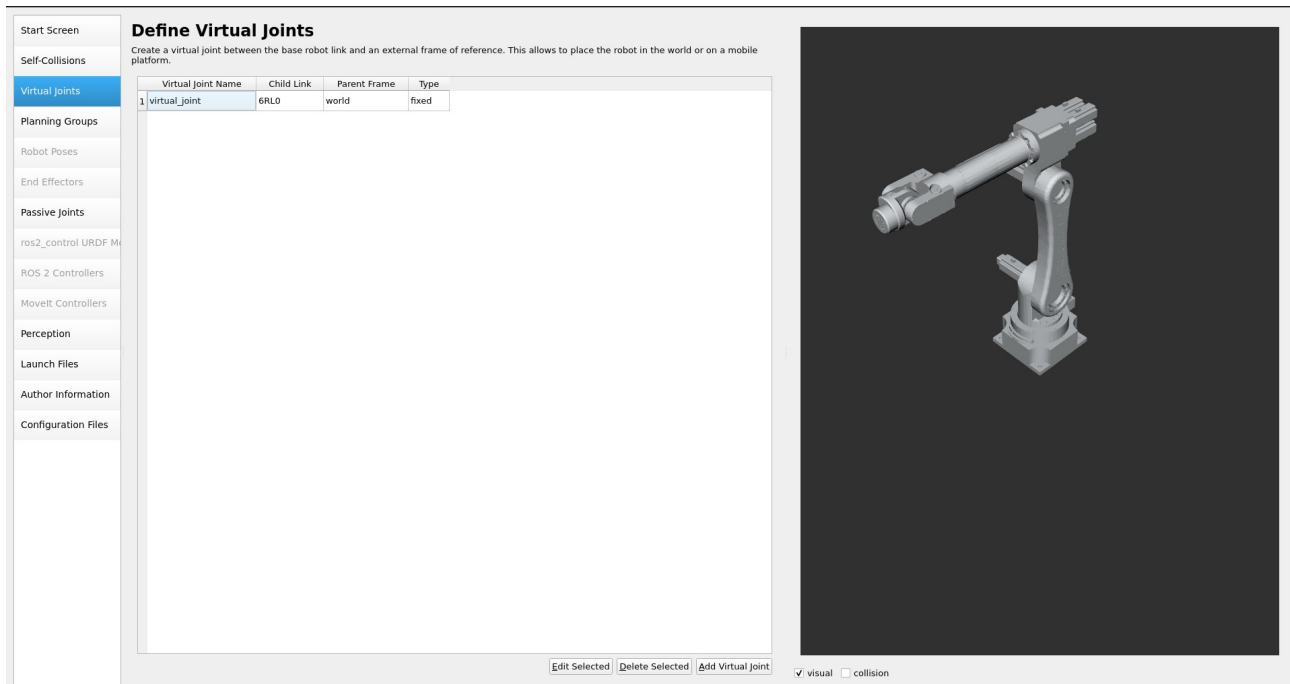 Start Screen
Self-Collisions
Virtual Joints
Planning Groups
Robot Poses
End Effectors
Passive Joints
ros2_control URDF Mo
ROS 2 Controllers
MoveIt Controllers
Perception
Launch Files
Author Information
Configuration Files
Define Virtual Joints
Create a virtual joint between the base robot link and an external frame of reference. This allows to place the robot in the world or on a mobile
platform.
Virtual Joint Name Child Link Parent Frame Type
1 virtual_joint 6RL0 world fixed
Edit Selected Delete Selected Add Virtual Joint
visual collision